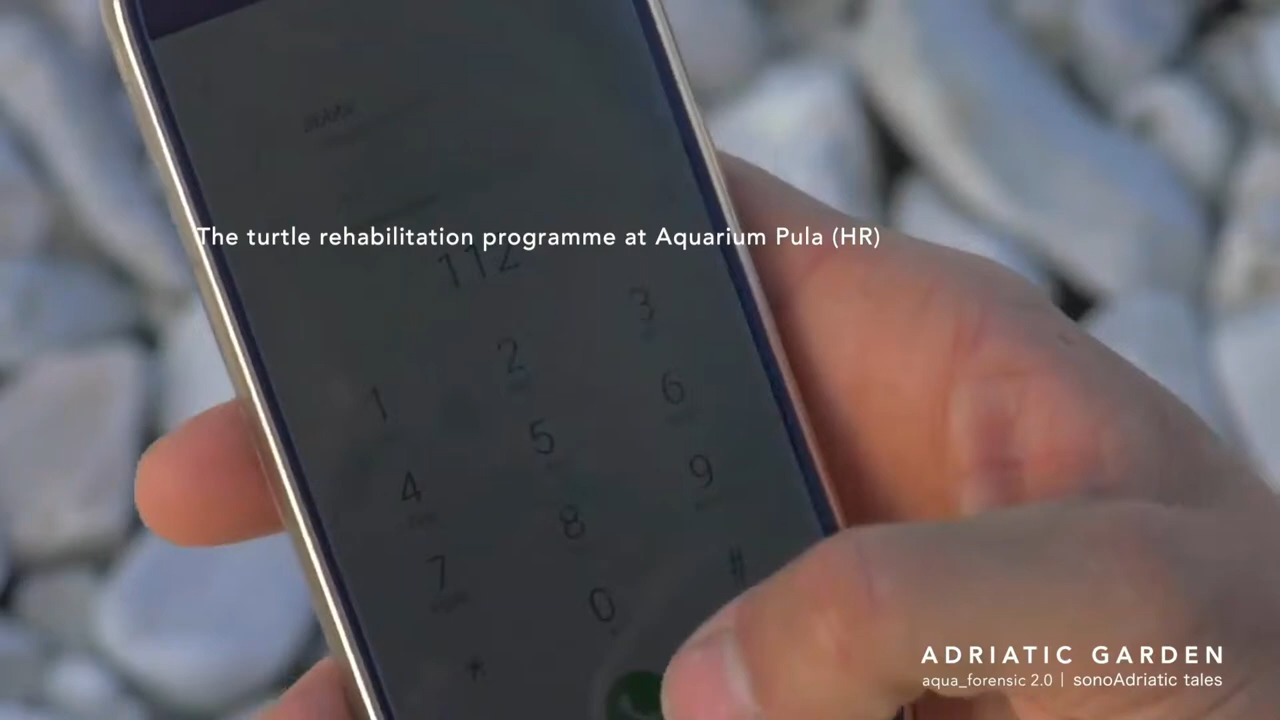 The turtle rehabilitation programme at Aquarium Pula (HR)
112
1 2 3
4 5 6
7 8 9
* 0 #
ADRIATIC GARDEN
aqua_forensic 2.0 | sonoAdriatic tales